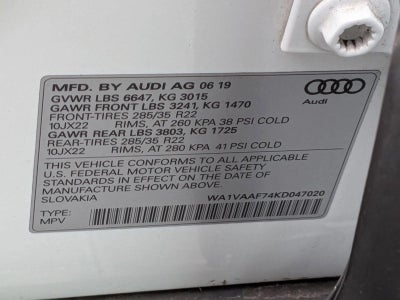 MFD. BY AUDI AG 06 19
GVWR LBS 6647, KG 3015
GAWR FRONT LBS 3241, KG 1470
FRONT-TIRES 285/35 R22
10JX22 RIMS, AT 260 KPA 38 PSI COLD
GAWR REAR LBS 3803, KG 1725
REAR-TIRES 285/35 R22
10JX22 RIMS, AT 280 KPA 41 PSI COLD
Audi
THIS VEHICLE CONFORMS TO ALL APPLICABLE
U.S. FEDERAL MOTOR VEHICLE SAFETY
STANDARDS IN EFFECT ON THE DATE OF
MANUFACTURE SHOWN ABOVE.
SLOVAKIA WA1VAAF74KD047020
TYPE:
MPV